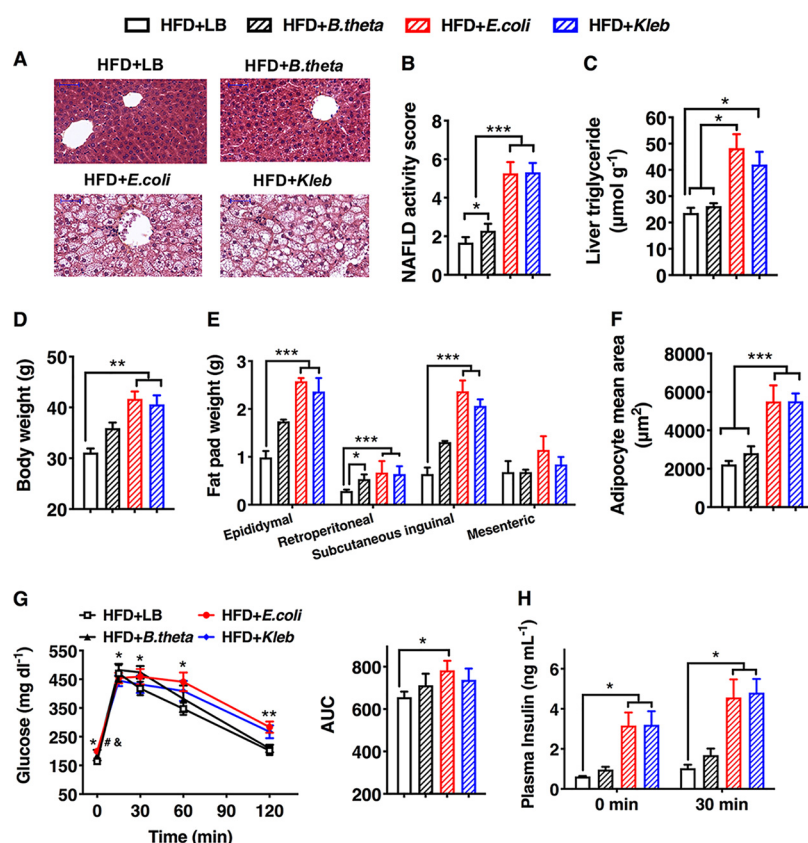 HFD+LB HFD+B.theta HFD+E.coli HFD+Kleb
A
HFD+LB HFD+B.theta
HFD+E.coli HFD+Kleb
B
NAFLD activity score
8
6
4
2
0
*
***
C
Liver triglyceride
(µmol g⁻¹)
60
50
40
30
20
10
0
*
*
D
Body weight (g)
50
40
30
20
**
E
Fat pad weight (g)
3
2
1
0
***
***
*
***
Epididymal
Retroperitoneal
Subcutaneous inguinal
Mesenteric
F
Adipocyte mean area
(µm²)
8000
6000
4000
2000
0
***
G
HFD+LB HFD+E.coli
HFD+B.theta HFD+Kleb
Glucose (mg dl⁻¹)
550
450
350
250
150
50
* # &
*
*
*
**
0 30 60 90 120
Time (min)
AUC
800
600
400
200
*
H
Plasma Insulin (ng mL⁻¹)
6
4
2
0
*
*
0 min 30 min